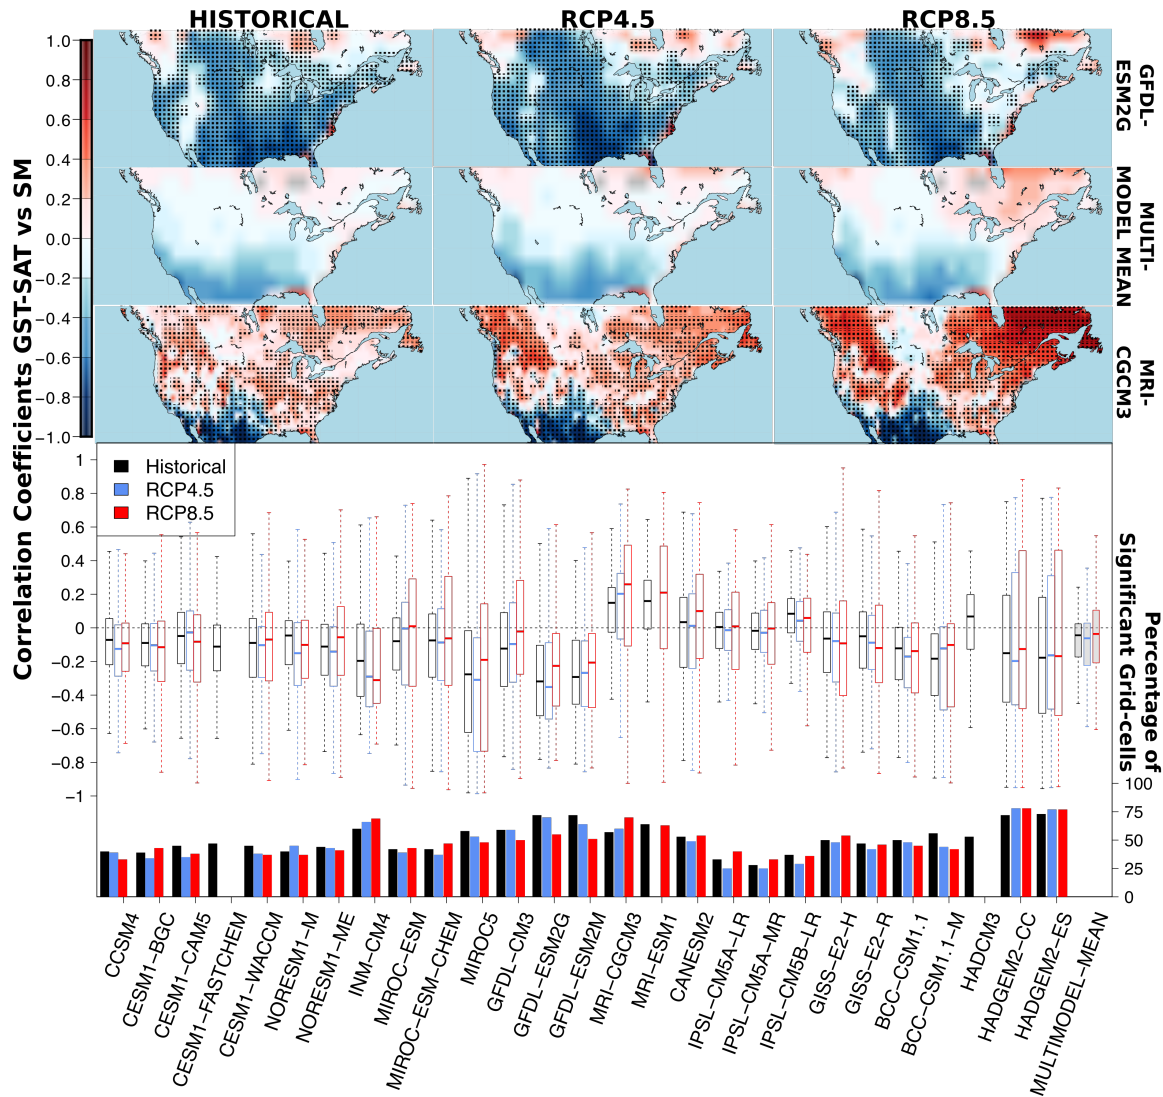 HISTORICAL
RCP4.5
RCP8.5
Correlation Coefficients GST-SAT vs SM
1.0
0.8
0.6
0.4
0.2
0.0
−0.2
−0.4
−0.6
−0.8
−1.0
GFDL-
ESM2G
MULTI-
MODEL MEAN
MRI-
CGCM3
Historical
RCP4.5
RCP8.5
1
0.8
0.6
0.4
0.2
0
−0.2
−0.4
−0.6
−0.8
−1
Percentage of
Significant Grid-cells
100
75
50
25
0
CCSM4
CESM1−BGC
CESM1−CAM5
CESM1−FASTCHEM
CESM1−WACCM
NORESM1−M
NORESM1−ME
INM−CM4
MIROC−ESM
MIROC−ESM−CHEM
MIROC5
GFDL−CM3
GFDL−ESM2G
GFDL−ESM2M
MRI−CGCM3
MRI−ESM1
CANESM2
IPSL−CM5A−LR
IPSL−CM5A−MR
IPSL−CM5B−LR
GISS−E2−H
GISS−E2−R
BCC−CSM1.1
BCC−CSM1.1−M
HADCM3
HADGEM2−CC
HADGEM2−ES
MULTIMODEL−MEAN